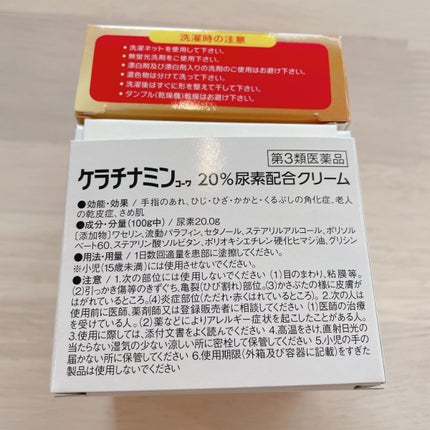 洗濯時の注意
●洗濯ネットを使用して下さい。
●無蛍光洗剤をご使用下さい。
●漂白剤及び漂白剤入りの洗剤のご使用はお避け下さい。
●濃色物は分けて洗って下さい。
●洗濯後はすぐに形を整えて干して下さい。
●タンブル(乾燥機)乾燥はお避け下さい。
第3類医薬品
ケラチナミンコーワ 20%尿素配合クリーム
●効能・効果/手指のあれ、ひじ・ひざ・かかと・くるぶしの角化症、老人
の乾皮症、さめ肌
●成分・分量(100g中)/尿素20.0g
[添加物]ワセリン、流動パラフィン、セタノール、ステアリルアルコール、ポリソル
ベート60、ステアリン酸ソルビタン、ポリオキシエチレン硬化ヒマシ油、グリシン
●用法・用量/1日数回適量を患部に塗擦してください。
※小児(15歳未満)には使用させないでください。
●注意/1.次の部位には使用しないでください(1)目のまわり、粘膜等。
(2)引っかき傷等のきずぐち、亀裂(ひび割れ)部位。(3)かさぶたの様に皮膚が
はがれているところ。(4)炎症部位(ただれ・赤くはれているところ)。2.次の人は
使用前に医師、薬剤師又は登録販売者に相談してください(1)医師の治療
を受けている人。(2)薬などによりアレルギー症状を起こしたことがある人。
3.使用に際しては、添付文書をよく読んでください 4.高温をさけ、直射日光の
当たらない湿気の少ない涼しい所に密栓して保管してください 5.小児の手の
届かない所に保管してください 6.使用期限(外箱及び容器に記載)をすぎた
製品は使用しないでください